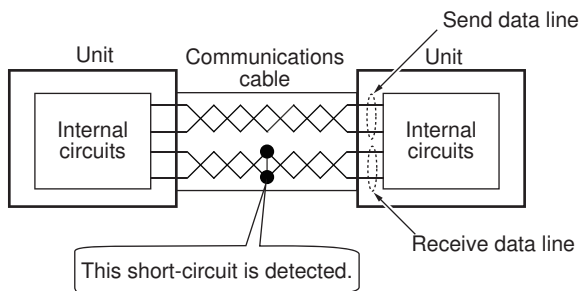 Send data line
Unit
Communications
cable
Unit
Internal
circuits
Internal
circuits
Receive data line
This short-circuit is detected.